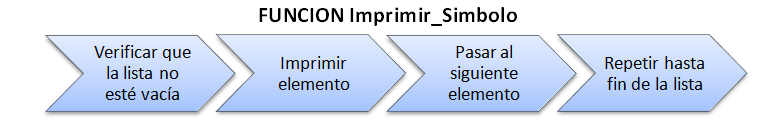 FUNCION Imprimir_Simbolo
Verificar que
la lista no
esté vacía
Imprimir
elemento
Pasar al
siguiente
elemento
Repetir hasta
fin de la lista